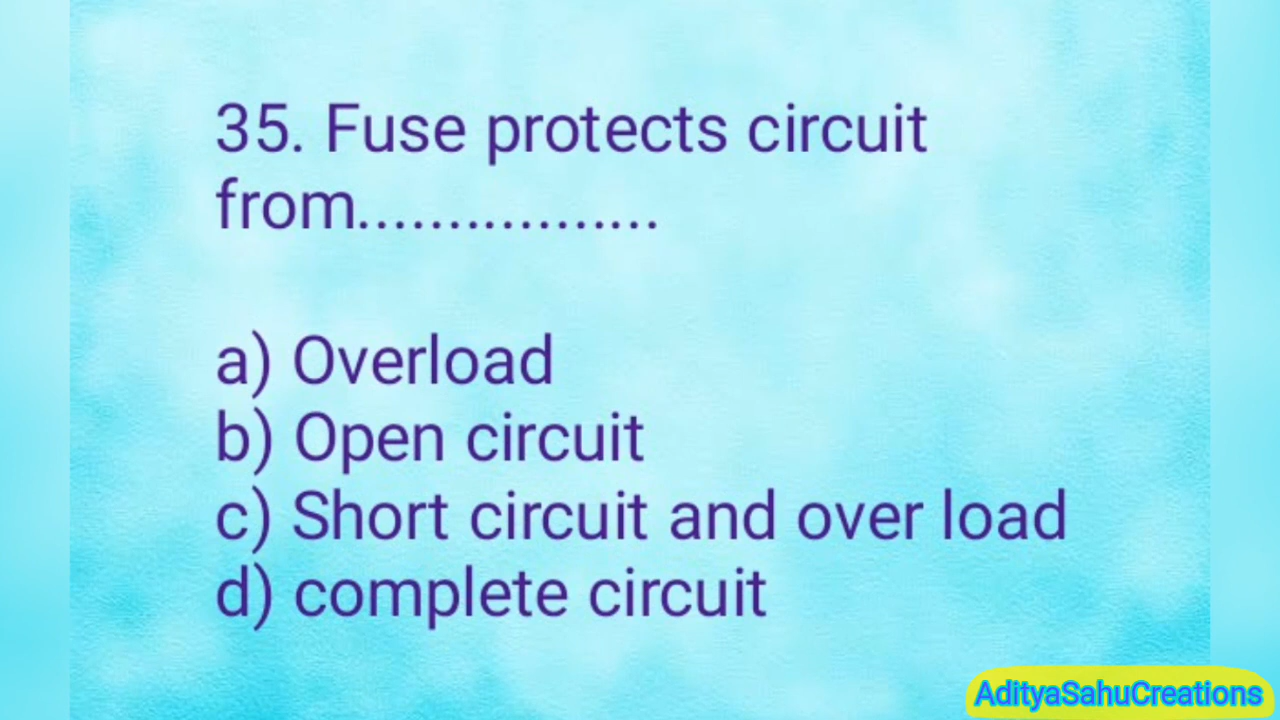 35. Fuse protects circuit
from.................
a) Overload
b) Open circuit
c) Short circuit and over load
d) complete circuit
AdityaSahuCreations